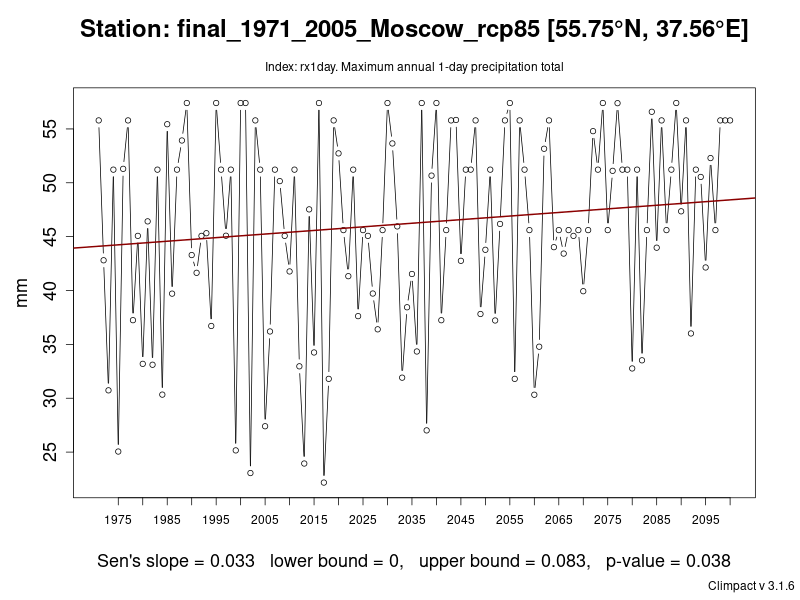 Station: final_1971_2005_Moscow_rcp85 [55.75°N, 37.56°E]
Index: rx1day. Maximum annual 1-day precipitation total
55
50
45
40
35
30
25
mm
1975 1985 1995 2005 2015 2025 2035 2045 2055 2065 2075 2085 2095
Sen's slope = 0.033 lower bound = 0, upper bound = 0.083, p-value = 0.038
Climpact v 3.1.6